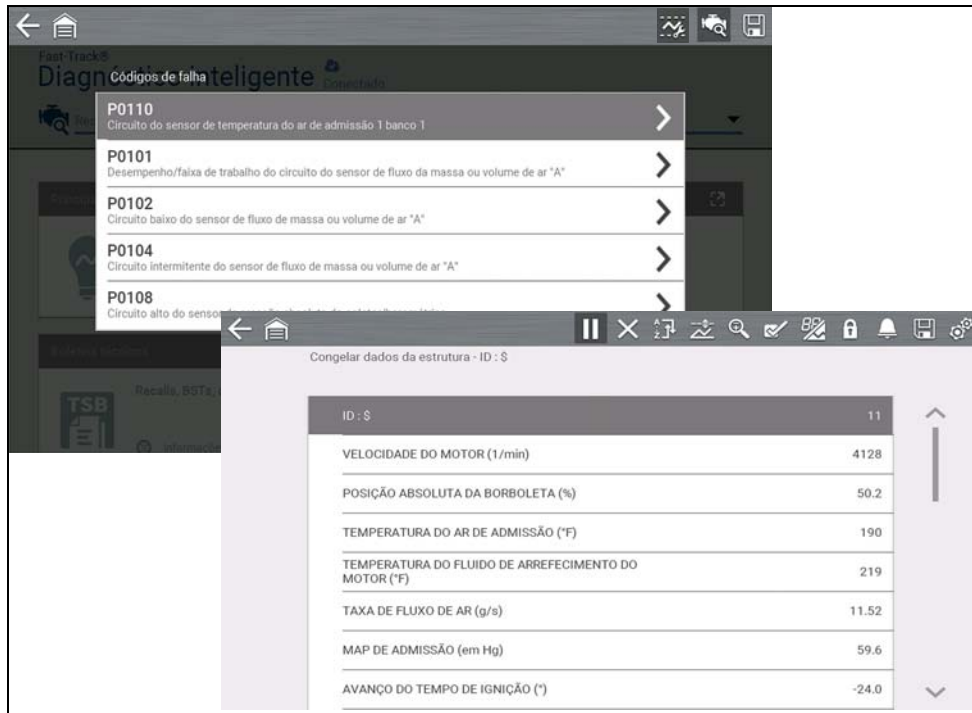 Fast-Track®
Diagnóstico Inteligente
Conectado
Códigos de falha
P0110
Circuito do sensor de temperatura do ar de admissão 1 banco 1
P0101
Desempenho/faixa de trabalho do circuito do sensor de fluxo da massa ou volume de ar "A"
P0102
Circuito baixo do sensor de fluxo de massa ou volume de ar "A"
P0104
Circuito intermitente do sensor de fluxo de massa ou volume de ar "A"
P0108
Circuito alto do sensor
Boletins técnicos
TSB
Recalls, BSTs,
Informações
Congelar dados da estrutura - ID : $
ID : $ 11
VELOCIDADE DO MOTOR (1/min) 4128
POSIÇÃO ABSOLUTA DA BORBOLETA (%) 50.2
TEMPERATURA DO AR DE ADMISSÃO (°F) 190
TEMPERATURA DO FLUIDO DE ARREFECIMENTO DO
MOTOR (°F) 219
TAXA DE FLUXO DE AR (g/s) 11.52
MAP DE ADMISSÃO (em Hg) 59.6
AVANÇO DO TEMPO DE IGNIÇÃO (°) -24.0